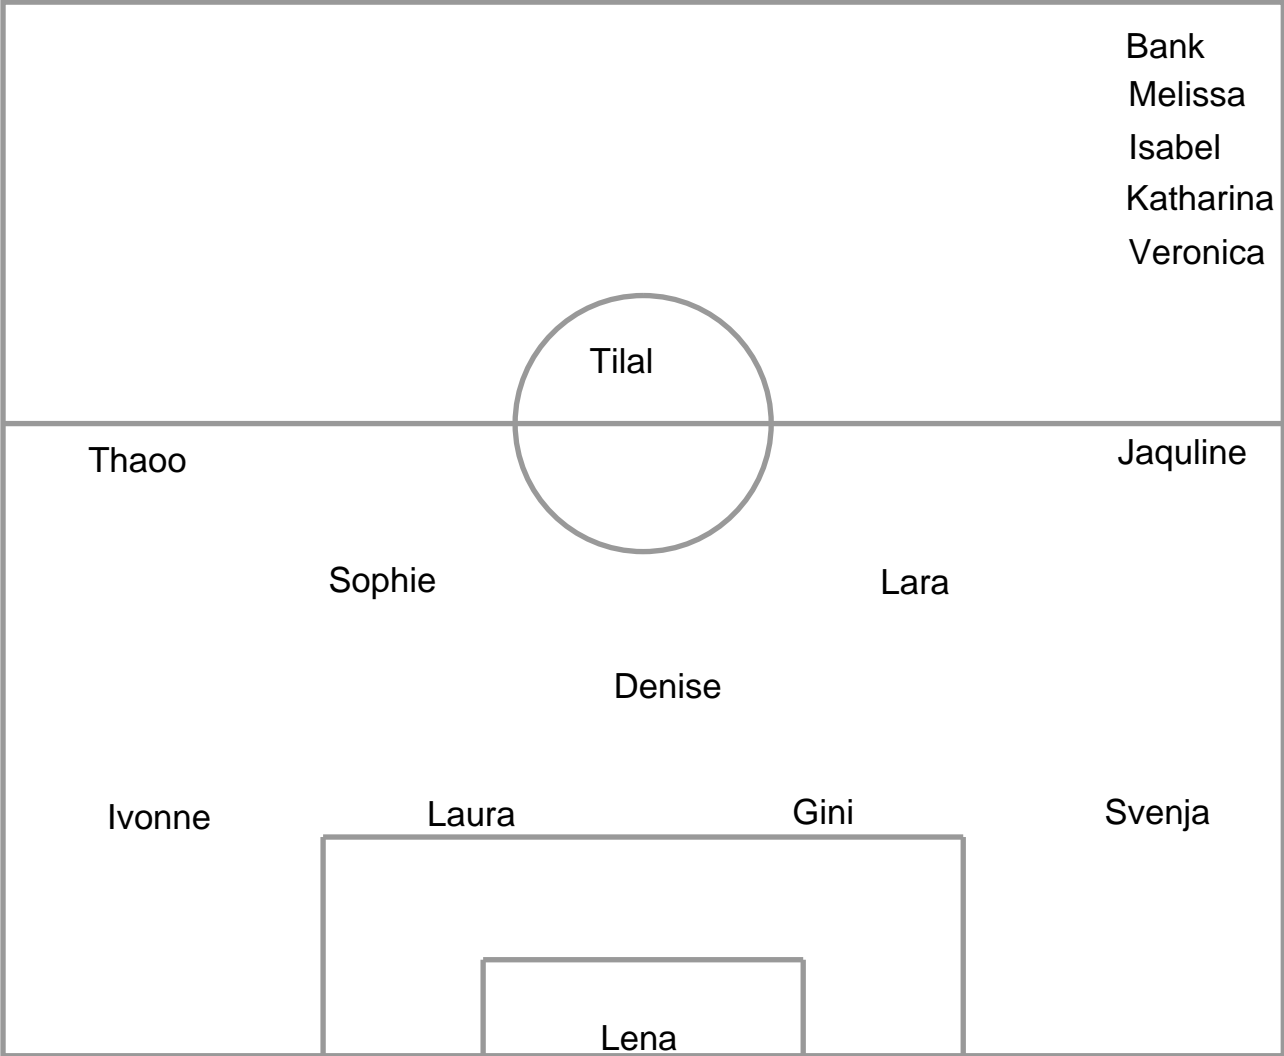 Bank
Melissa
Isabel
Katharina
Veronica
Tilal
Thaoo
Jaquline
Sophie
Lara
Denise
Ivonne
Laura
Gini
Svenja
Lena